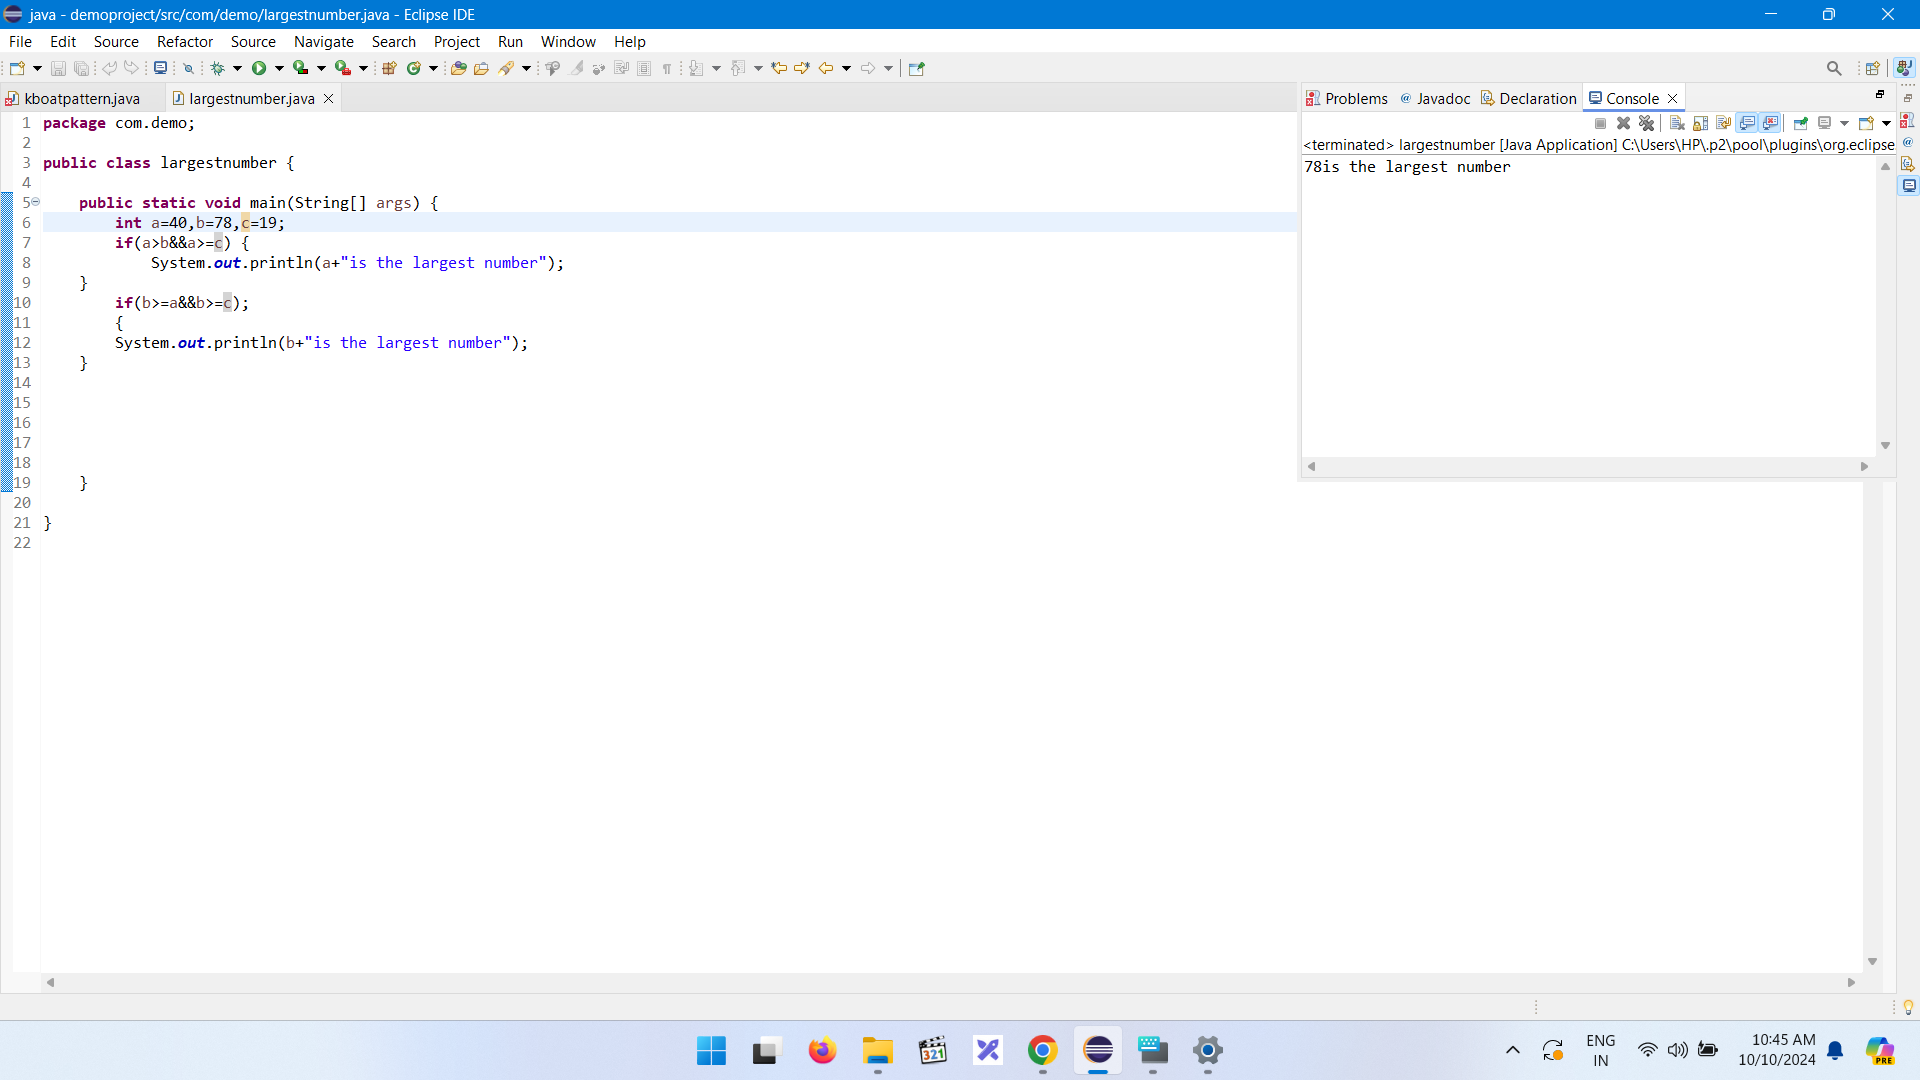 java - demoproject/src/com/demo/largestnumber.java - Eclipse IDE
File Edit Source Refactor Source Navigate Search Project Run Window Help
kboatpattern.java largestnumber.java
1 package com.demo;
2
3 public class largestnumber {
4
5 public static void main(String[] args) {
6 int a=40,b=78,c=19;
7 if(a>b&&a>=c) {
8 System.out.println(a+"is the largest number");
9 }
10 if(b>=a&&b>=c);
11 {
12 System.out.println(b+"is the largest number");
13 }
14
15
16
17
18
19 }
20
21 }
22
Problems Javadoc Declaration Console
<terminated> largestnumber [Java Application] C:\Users\HP\.p2\pool\plugins\org.eclipse
78is the largest number
321
ENG
IN
10:45 AM
10/10/2024
PRE